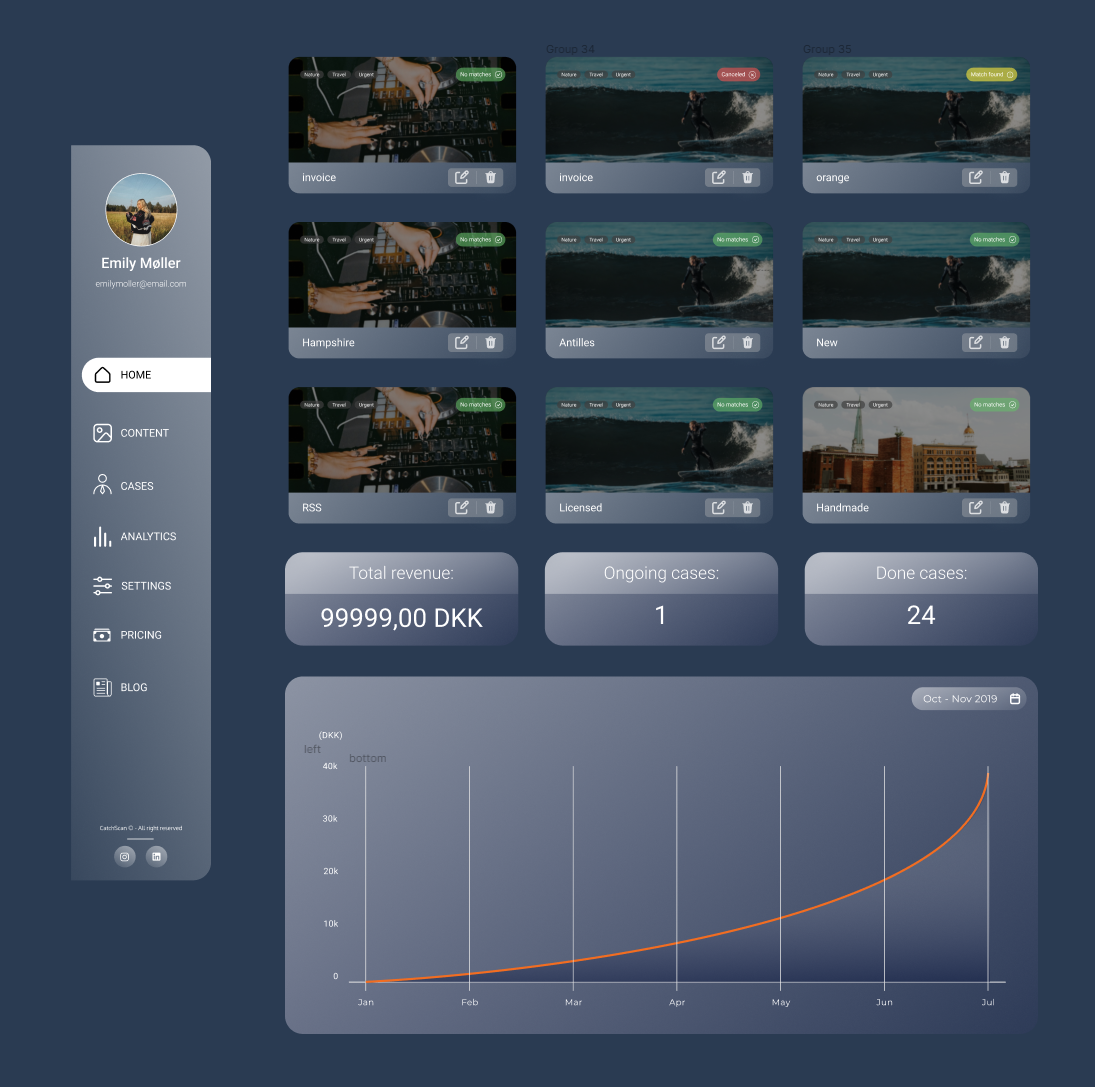 Emily Møller
emilymoller@email.com
HOME
CONTENT
CASES
ANALYTICS
SETTINGS
PRICING
BLOG
CatchScan © - All right reserved
Group 34
Group 35
Nature Travel Urgent No matches
invoice
Nature Travel Urgent Canceled
invoice
Nature Travel Urgent Match found
orange
Nature Travel Urgent No matches
Hampshire
Nature Travel Urgent No matches
Antilles
Nature Travel Urgent No matches
New
Nature Travel Urgent No matches
RSS
Nature Travel Urgent No matches
Licensed
Nature Travel Urgent No matches
Handmade
Total revenue:
99999,00 DKK
Ongoing cases:
1
Done cases:
24
Oct - Nov 2019
(DKK)
left
bottom
40k
30k
20k
10k
0
Jan Feb Mar Apr May Jun Jul